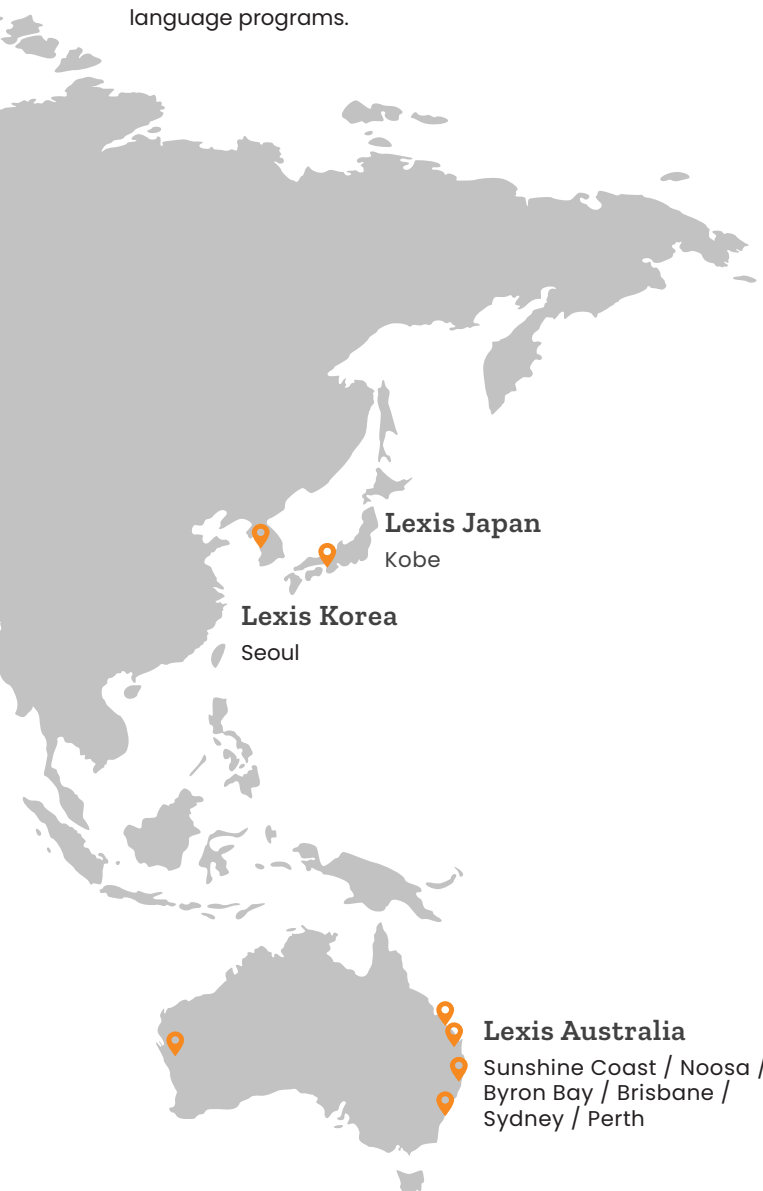 language programs.
Lexis Japan
Kobe
Lexis Korea
Seoul
Lexis Australia
Sunshine Coast / Noosa /
Byron Bay / Brisbane /
Sydney / Perth